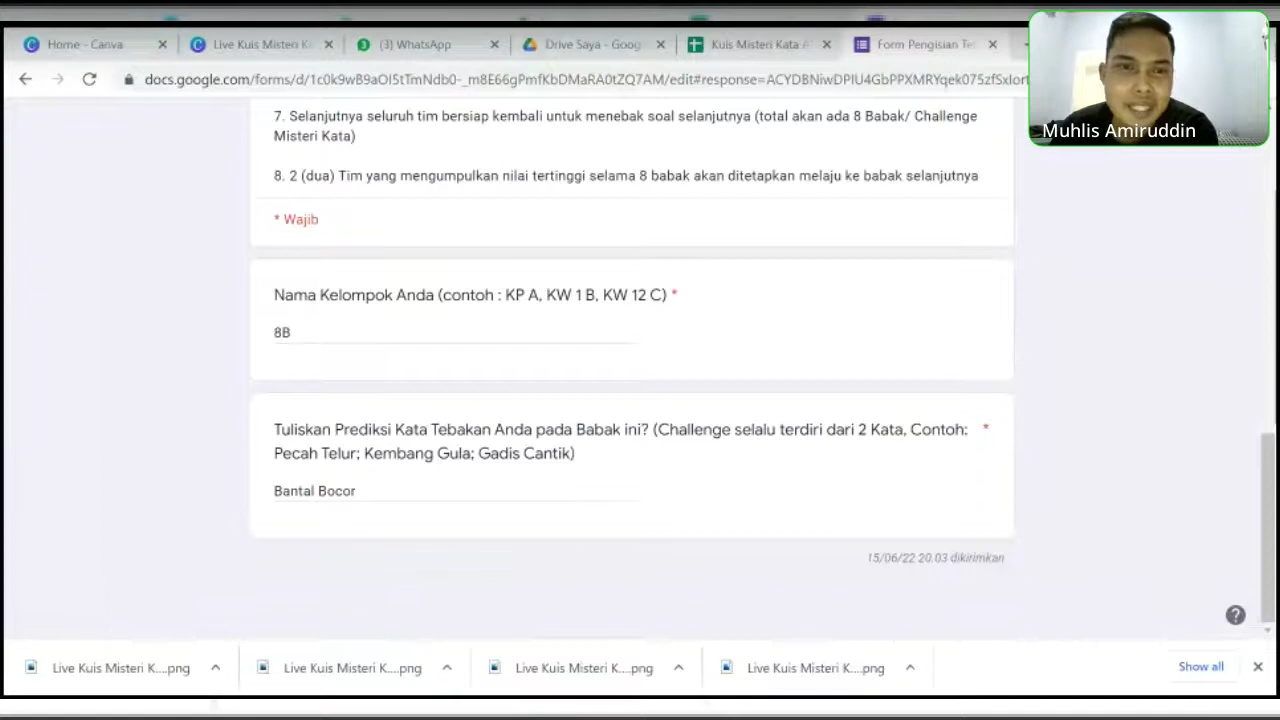 Home - Canva
Live Kuis Misteri K
(3) WhatsApp
Drive Saya - Goog
Kuis Misteri Kata
Form Pengisian Te
docs.google.com/forms/d/
7. Selanjutnya seluruh tim bersiap kembali untuk menebak soal selanjutnya (total akan ada 8 Babak/ Challenge
Misteri Kata)
8. 2 (dua) Tim yang mengumpulkan nilai tertinggi selama 8 babak akan ditetapkan melaju ke babak selanjutnya
* Wajib
Muhlis Amiruddin
Nama Kelompok Anda (contoh : KP A, KW 1 B, KW 12 C) *
8B
Tuliskan Prediksi Kata Tebakan Anda pada Babak ini? (Challenge selalu terdiri dari 2 Kata, Contoh: *
Pecah Telur; Kembang Gula; Gadis Cantik)
Bantal Bocor
15/06/22 20.03 dikirimkan
Live Kuis Misteri K....png
Live Kuis Misteri K....png
Live Kuis Misteri K....png
Live Kuis Misteri K....png
Show all